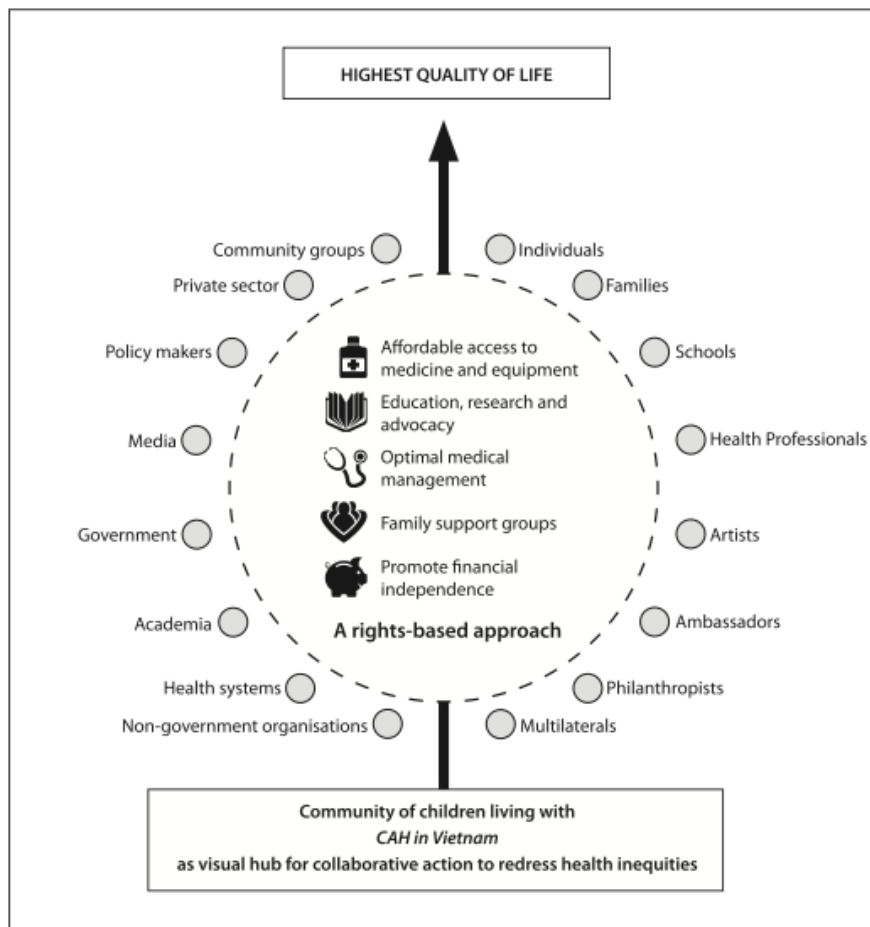 HIGHEST QUALITY OF LIFE
Community groups
Individuals
Private sector
Families
Policy makers
Schools
Media
Health Professionals
Government
Artists
Academia
Ambassadors
Health systems
Philanthropists
Non-government organisations
Multilaterals
Affordable access to
medicine and equipment
Education, research and
advocacy
Optimal medical
management
Family support groups
Promote financial
independence
A rights-based approach
Community of children living with
CAH in Vietnam
as visual hub for collaborative action to redress health inequities